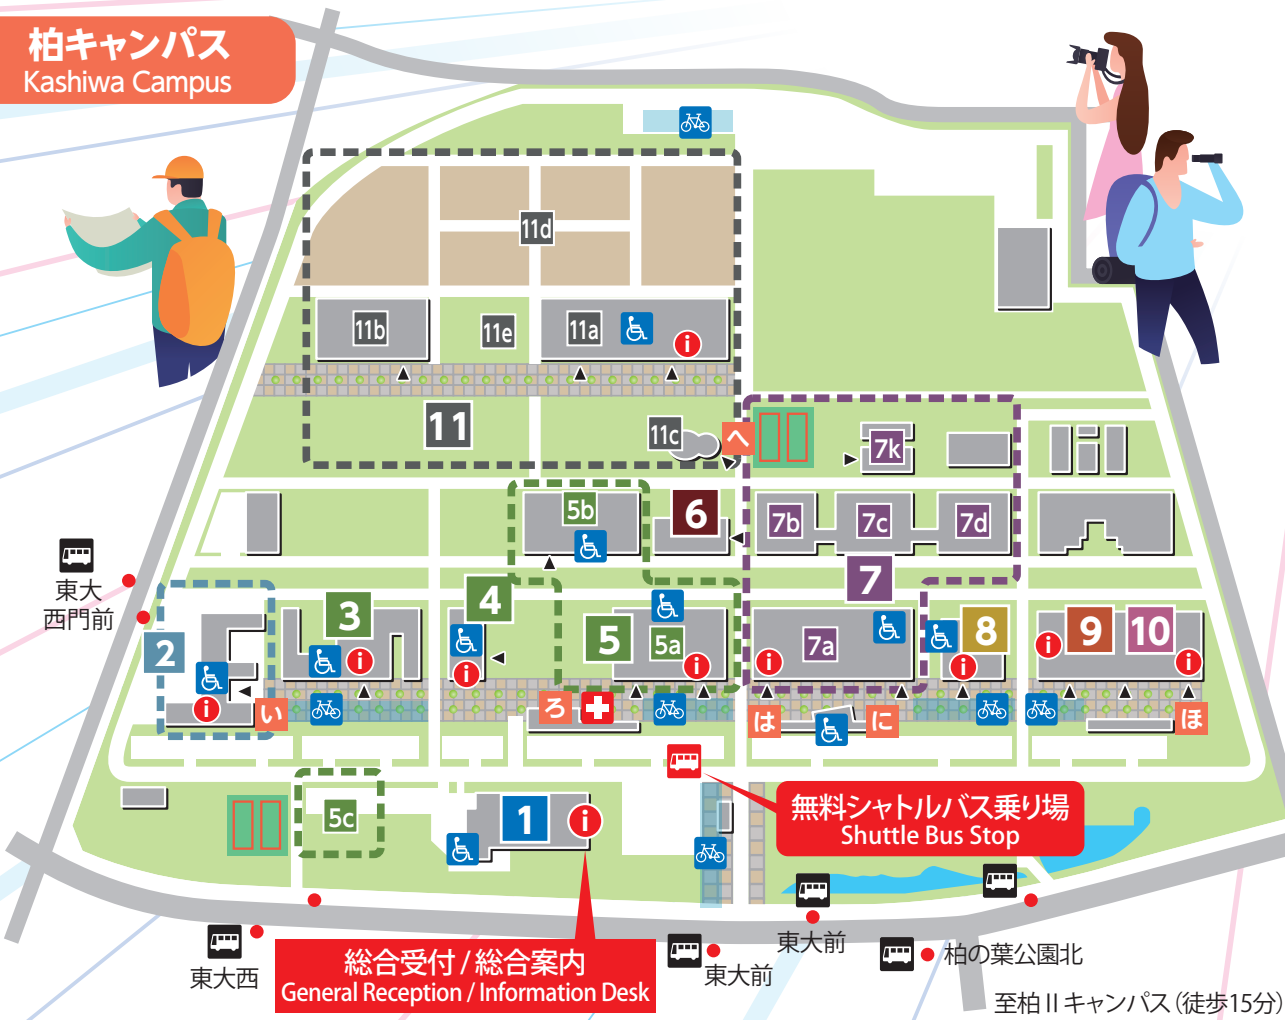 柏キャンパス
Kashiwa Campus
11d
11b
11e
11a
i
11
11c
へ
7k
5b
6
7b
7c
7d
東大
西門前
7
2
3
4
5
5a
7a
8
9
10
i
i
i
i
i
i
i
i
い
ろ
は
に
ほ
5c
1
i
無料シャトルバス乗り場
Shuttle Bus Stop
東大西
総合受付 / 総合案内
General Reception / Information Desk
東大前
東大前
柏の葉公園北
至柏 II キャンパス (徒歩15分)